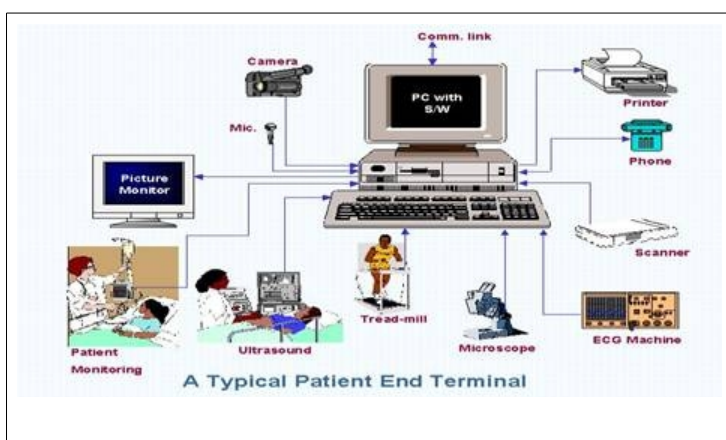 Comm. link
Camera
PC with
S/W
Printer
Mic.
Phone
Picture
Monitor
Scanner
Tread-mill
Patient
Monitoring
Ultrasound
Microscope
ECG Machine
A Typical Patient End Terminal